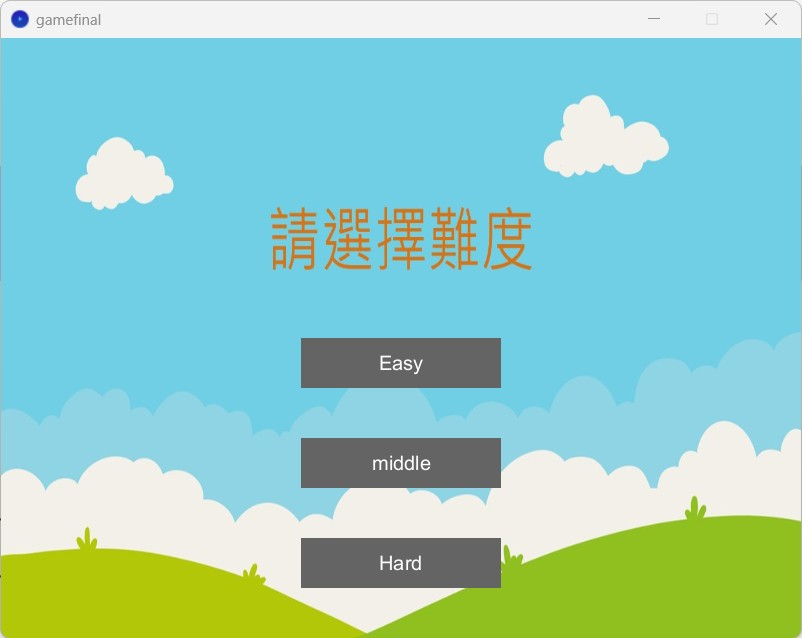 gamefinal
請選擇難度
Easy
middle
Hard